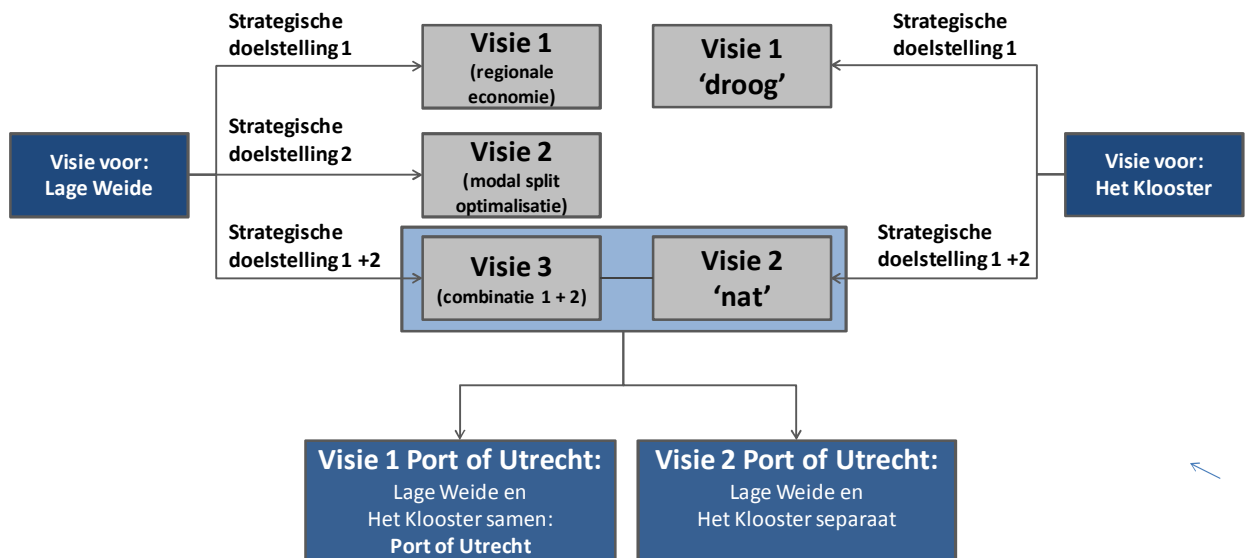 Strategische
doelstelling 1
Visie 1
(regionale
economie)
Visie 1
‘droog’
Strategische
doelstelling 1
Visie voor:
Lage Weide
Strategische
doelstelling 2
Visie 2
(modal split
optimalisatie)
Visie voor:
Het Klooster
Strategische
doelstelling 1 +2
Visie 3
(combinatie 1 + 2)
Visie 2
‘nat’
Strategische
doelstelling 1 +2
Visie 1 Port of Utrecht:
Lage Weide en
Het Klooster samen:
Port of Utrecht
Visie 2 Port of Utrecht:
Lage Weide en
Het Klooster separaat